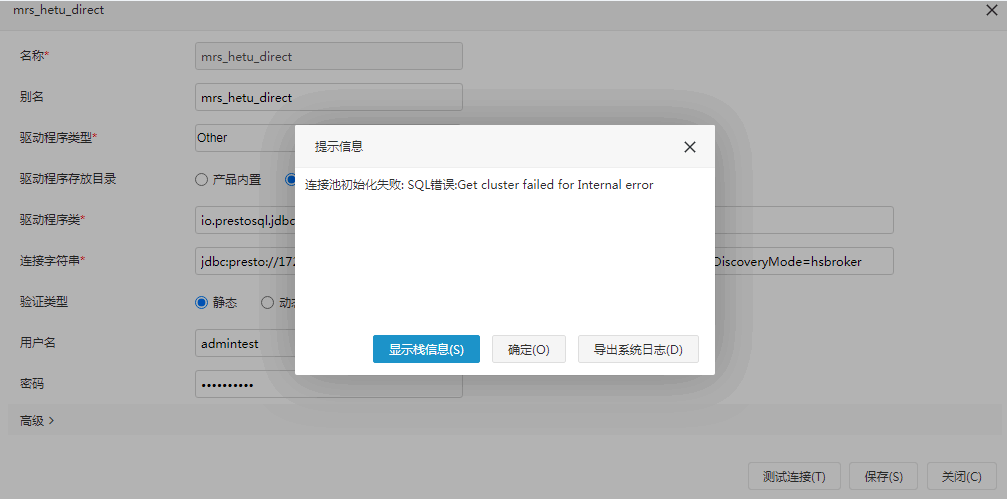 mrs_hetu_direct
名称* mrs_hetu_direct
别名 mrs_hetu_direct
驱动程序类型* Other
驱动程序存放目录 产品内置
驱动程序类* io.prestosql.jdbc
连接字符串* jdbc:presto://172 DiscoveryMode=hsbroker
验证类型 静态
用户名 admintest
密码 ••••••••••
高级
测试连接(T) 保存(S) 关闭(C)
提示信息
连接池初始化失败: SQL错误:Get cluster failed for Internal error
显示栈信息(S) 确定(O) 导出系统日志(D)